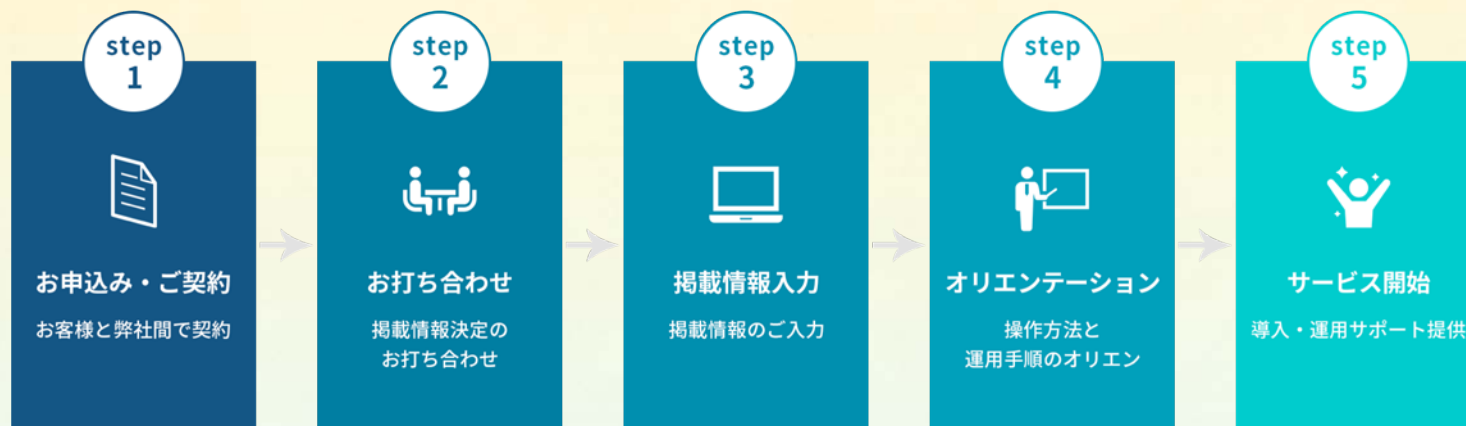 step
1
お申込み・ご契約
お客様と弊社間で契約
step
2
お打ち合わせ
掲載情報決定の
お打ち合わせ
step
3
掲載情報入力
掲載情報のご入力
step
4
オリエンテーション
操作方法と
運用手順のオリエン
step
5
サービス開始
導入・運用サポート提供